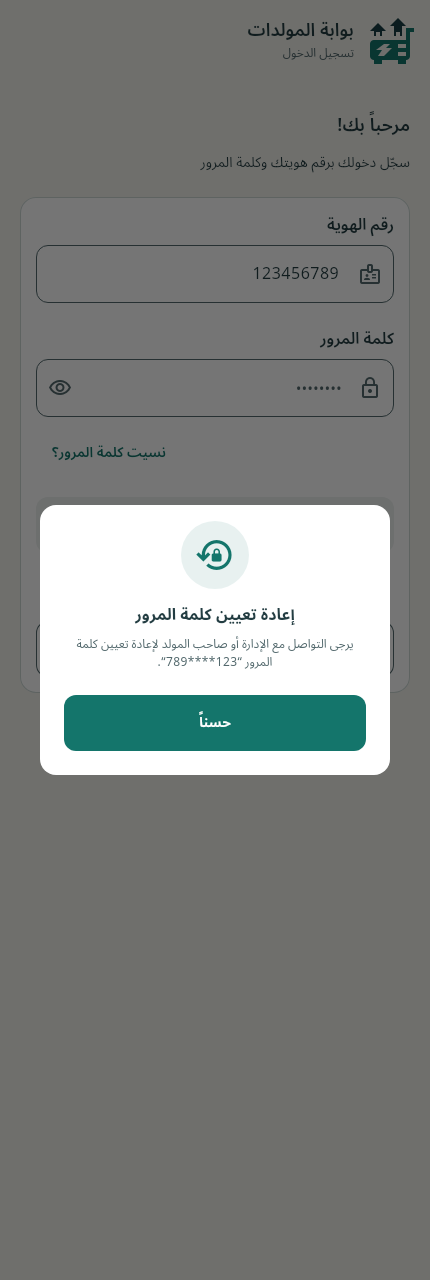 بوابة المولدات
تسجيل الدخول
مرحباً بك!
سجّل دخولك برقم هويتك وكلمة المرور
رقم الهوية
123456789
كلمة المرور
••••••••
نسيت كلمة المرور؟
إعادة تعيين كلمة المرور
يرجى التواصل مع الإدارة أو صاحب المولد لإعادة تعيين كلمة
المرور “123****789“.
حسناً